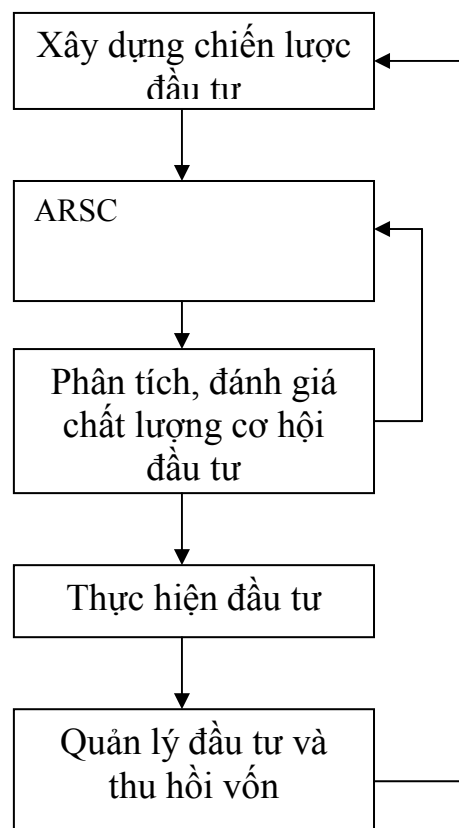 Xây dựng chiến lược
đầu tư
ARSC
Phân tích, đánh giá
chất lượng cơ hội
đầu tư
Thực hiện đầu tư
Quản lý đầu tư và
thu hồi vốn